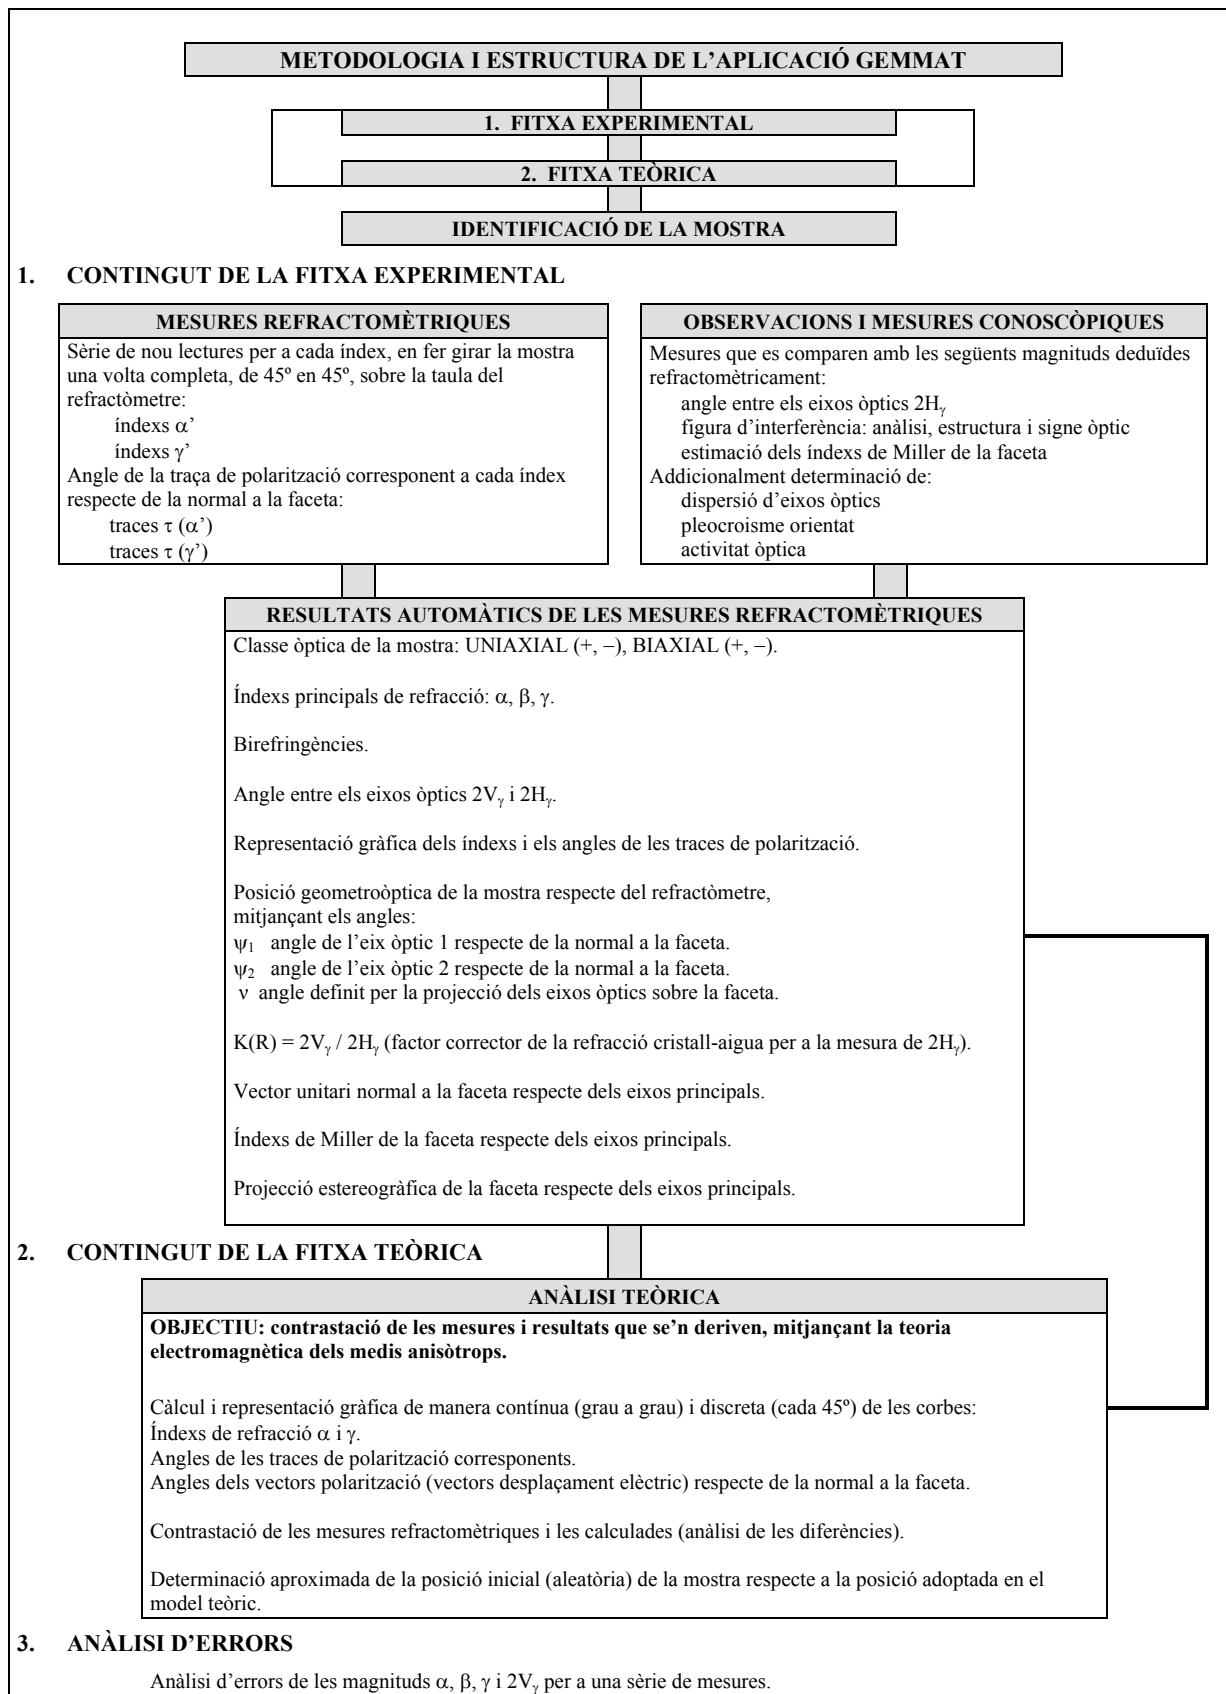 METODOLOGIA I ESTRUCTURA DE L’APLICACIÓ GEMMAT
1. FITXA EXPERIMENTAL
2. FITXA TEÒRICA
IDENTIFICACIÓ DE LA MOSTRA
1. CONTINGUT DE LA FITXA EXPERIMENTAL
MESURES REFRACTOMÈTRIQUES
Sèrie de nou lectures per a cada índex, en fer girar la mostra
una volta completa, de 45º en 45º, sobre la taula del
refractòmetre:
índexs α’
índexs γ’
Angle de la traça de polarització corresponent a cada índex
respecte de la normal a la faceta:
traces τ (α’)
traces τ (γ’)
OBSERVACIONS I MESURES CONOSCÒPIQUES
Mesures que es comparen amb les següents magnituds deduïdes
refractomètricament:
angle entre els eixos òptics 2Hγ
figura d’interferència: anàlisi, estructura i signe òptic
estimació dels índexs de Miller de la faceta
Addicionalment determinació de:
dispersió d’eixos òptics
pleocroisme orientat
activitat òptica
RESULTATS AUTOMÀTICS DE LES MESURES REFRACTOMÈTRIQUES
Classe òptica de la mostra: UNIAXIAL (+, −), BIAXIAL (+, −).
Índexs principals de refracció: α, β, γ.
Birefringències.
Angle entre els eixos òptics 2Vγ i 2Hγ.
Representació gràfica dels índexs i els angles de les traces de polarització.
Posició geometroòptica de la mostra respecte del refractòmetre,
mitjançant els angles:
ψ1 angle de l’eix òptic 1 respecte de la normal a la faceta.
ψ2 angle de l’eix òptic 2 respecte de la normal a la faceta.
ν angle definit per la projecció dels eixos òptics sobre la faceta.
K(R) = 2Vγ / 2Hγ (factor corrector de la refracció cristall-aigua per a la mesura de 2Hγ).
Vector unitari normal a la faceta respecte dels eixos principals.
Índexs de Miller de la faceta respecte dels eixos principals.
Projecció estereogràfica de la faceta respecte dels eixos principals.
2. CONTINGUT DE LA FITXA TEÒRICA
ANÀLISI TEÒRICA
OBJECTIU: contrastació de les mesures i resultats que se’n deriven, mitjançant la teoria
electromagnètica dels medis anisòtrops.
Càlcul i representació gràfica de manera contínua (grau a grau) i discreta (cada 45º) de les corbes:
Índexs de refracció α i γ.
Angles de les traces de polarització corresponents.
Angles dels vectors polarització (vectors desplaçament elèctric) respecte de la normal a la faceta.
Contrastació de les mesures refractomètriques i les calculades (anàlisi de les diferències).
Determinació aproximada de la posició inicial (aleatòria) de la mostra respecte a la posició adoptada en el
model teòric.
3. ANÀLISI D’ERRORS
Anàlisi d’errors de les magnituds α, β, γ i 2Vγ per a una sèrie de mesures.